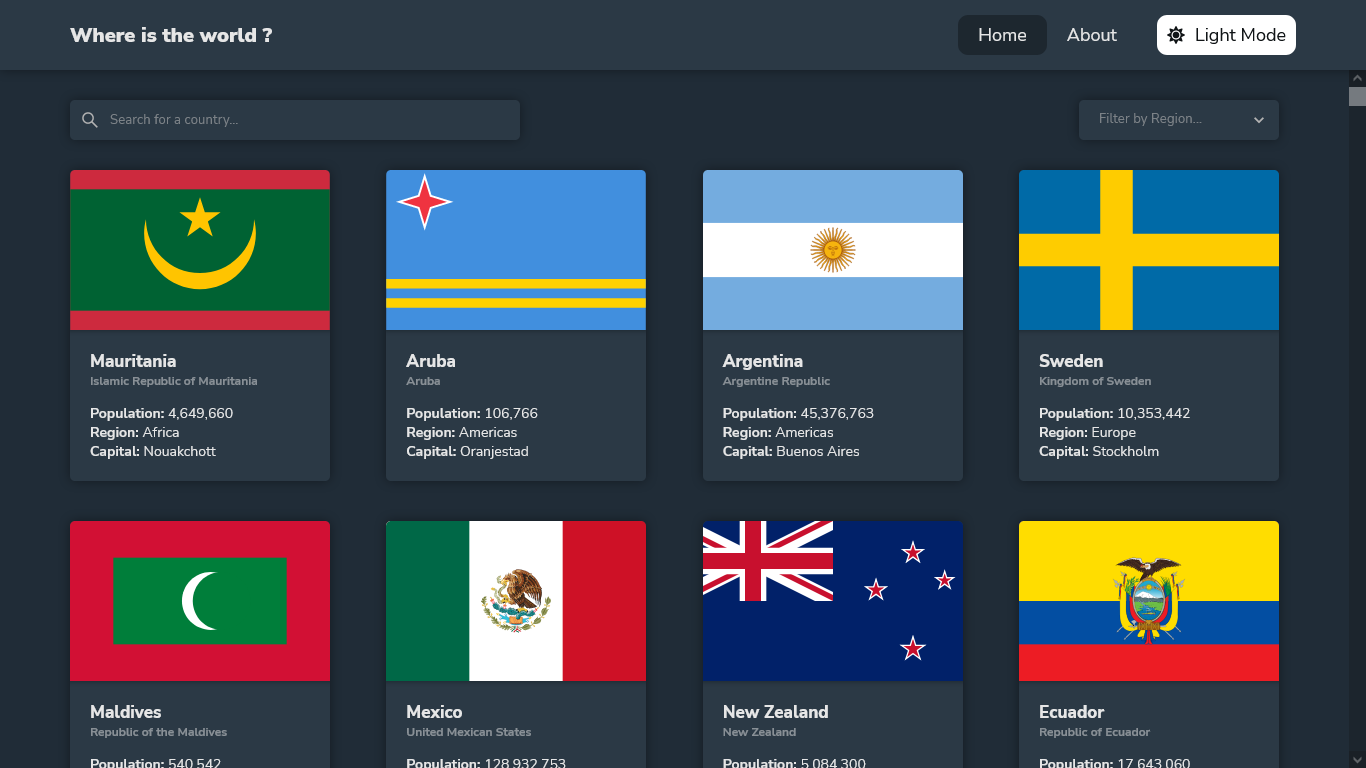 Where is the world ?
Home
About
Light Mode
Search for a country...
Filter by Region...
Mauritania
Islamic Republic of Mauritania
Population: 4,649,660
Region: Africa
Capital: Nouakchott
Aruba
Aruba
Population: 106,766
Region: Americas
Capital: Oranjestad
Argentina
Argentine Republic
Population: 45,376,763
Region: Americas
Capital: Buenos Aires
Sweden
Kingdom of Sweden
Population: 10,353,442
Region: Europe
Capital: Stockholm
Maldives
Republic of the Maldives
Population: 540,542
Mexico
United Mexican States
Population: 128,932,753
New Zealand
New Zealand
Population: 5,084,300
Ecuador
Republic of Ecuador
Population: 17,643,060